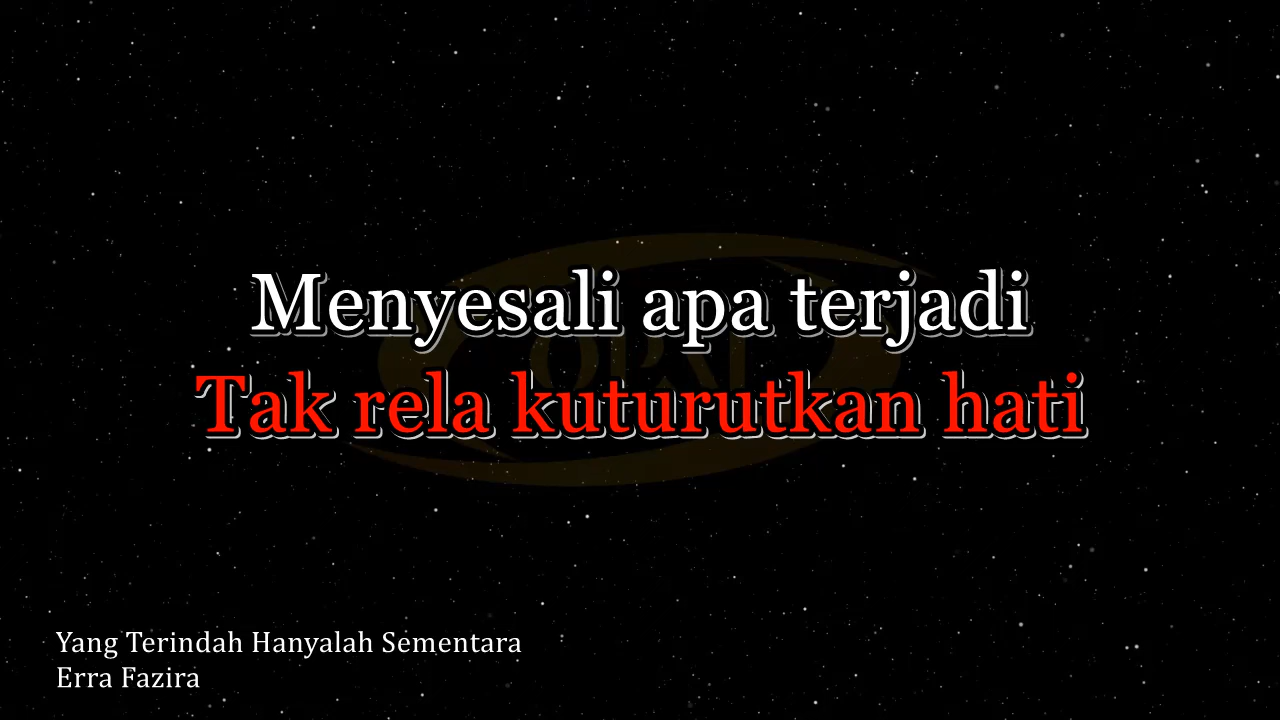 Menyesali apa terjadi
Tak rela kuturutkan hati
Yang Terindah Hanyalah Sementara
Erra Fazira